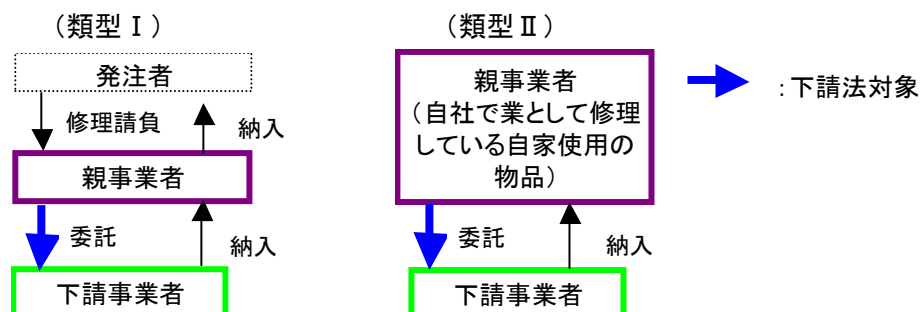 （類型Ⅰ）
発注者
修理請負
納入
親事業者
委託
納入
下請事業者
（類型Ⅱ）
親事業者
（自社で業として修理
している自家使用の
物品）
委託
納入
下請事業者
：下請法対象